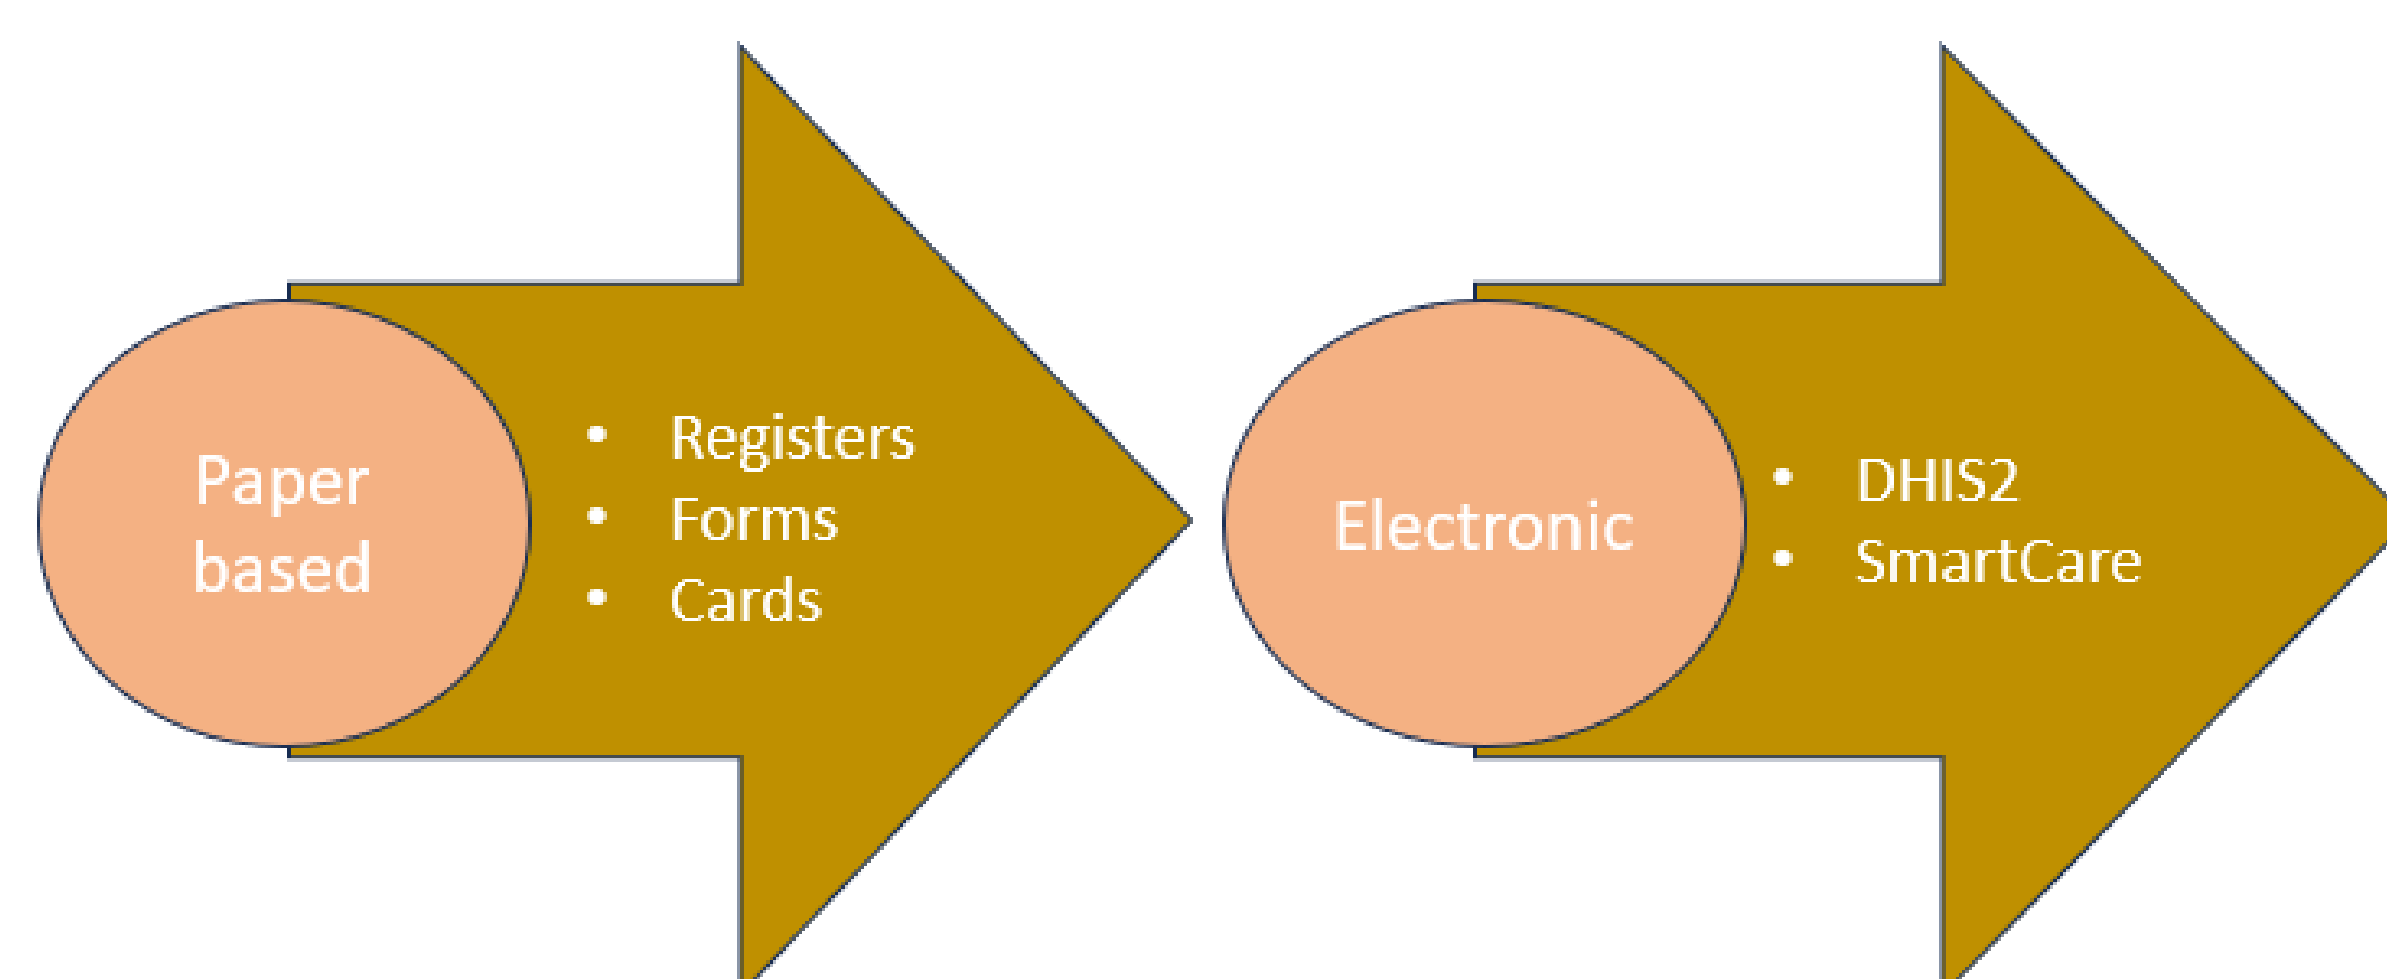 Paper
based
• Registers
• Forms
• Cards
Electronic
• DHIS2
• SmartCare